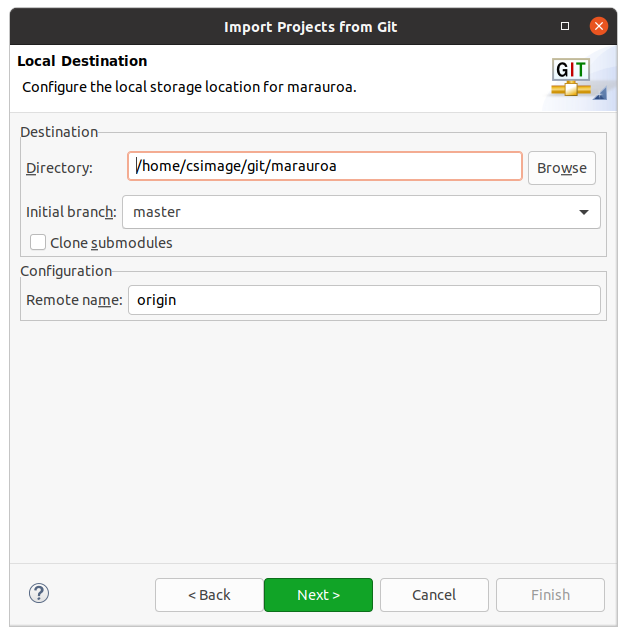 Import Projects from Git
Local Destination
Configure the local storage location for marauroa.
GIT
Destination
Directory: /home/csimage/git/marauroa Browse
Initial branch: master
Clone submodules
Configuration
Remote name: origin
? < Back Next > Cancel Finish